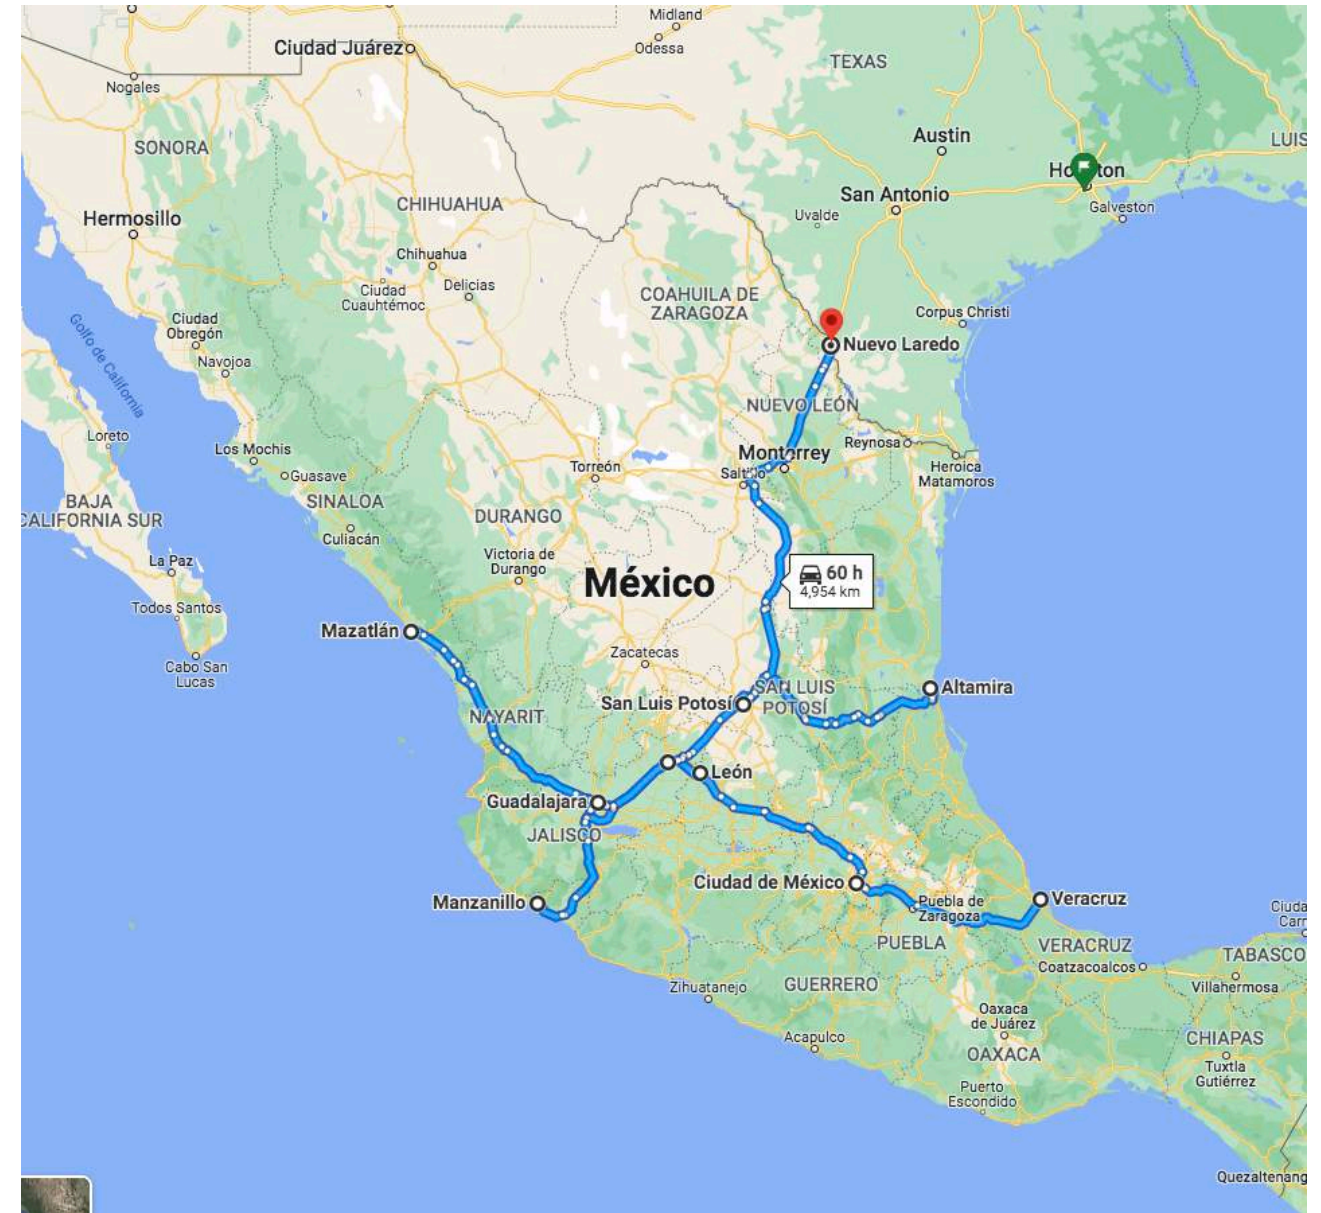 Midland
Odessa
Ciudad Juárez
TEXAS
Nogales
Austin
SONORA
LUIS
Houston
San Antonio
CHIHUAHUA
Galveston
Uvalde
Hermosillo
Chihuahua
Delicias
Ciudad
Cuauhtémoc
COAHUILA DE
ZARAGOZA
Corpus Christi
Ciudad
Obregón
Golfo de California
Nuevo Laredo
Navojoa
NUEVO LEÓN
Loreto
Los Mochis
Reynosa
Monterrey
Saltillo
Torreón
Heroica
Matamoros
Guasave
BAJA
CALIFORNIA SUR
SINALOA
DURANGO
Culiacán
Victoria de
Durango
La Paz
60 h
4,954 km
México
Todos Santos
Mazatlán
Zacatecas
Cabo San
Lucas
Altamira
SAN LUIS
POTOSÍ
San Luis Potosí
NAYARIT
León
Guadalajara
JALISCO
Ciudad de México
Manzanillo
Veracruz
Puebla de
Zaragoza
Ciuda
Carr
PUEBLA
VERACRUZ
TABASCO
Coatzacoalcos
Zihuatanejo
GUERRERO
Villahermosa
Oaxaca
de Juárez
Acapulco
CHIAPAS
OAXACA
Tuxtla
Gutiérrez
Puerto
Escondido
Quezaltenang